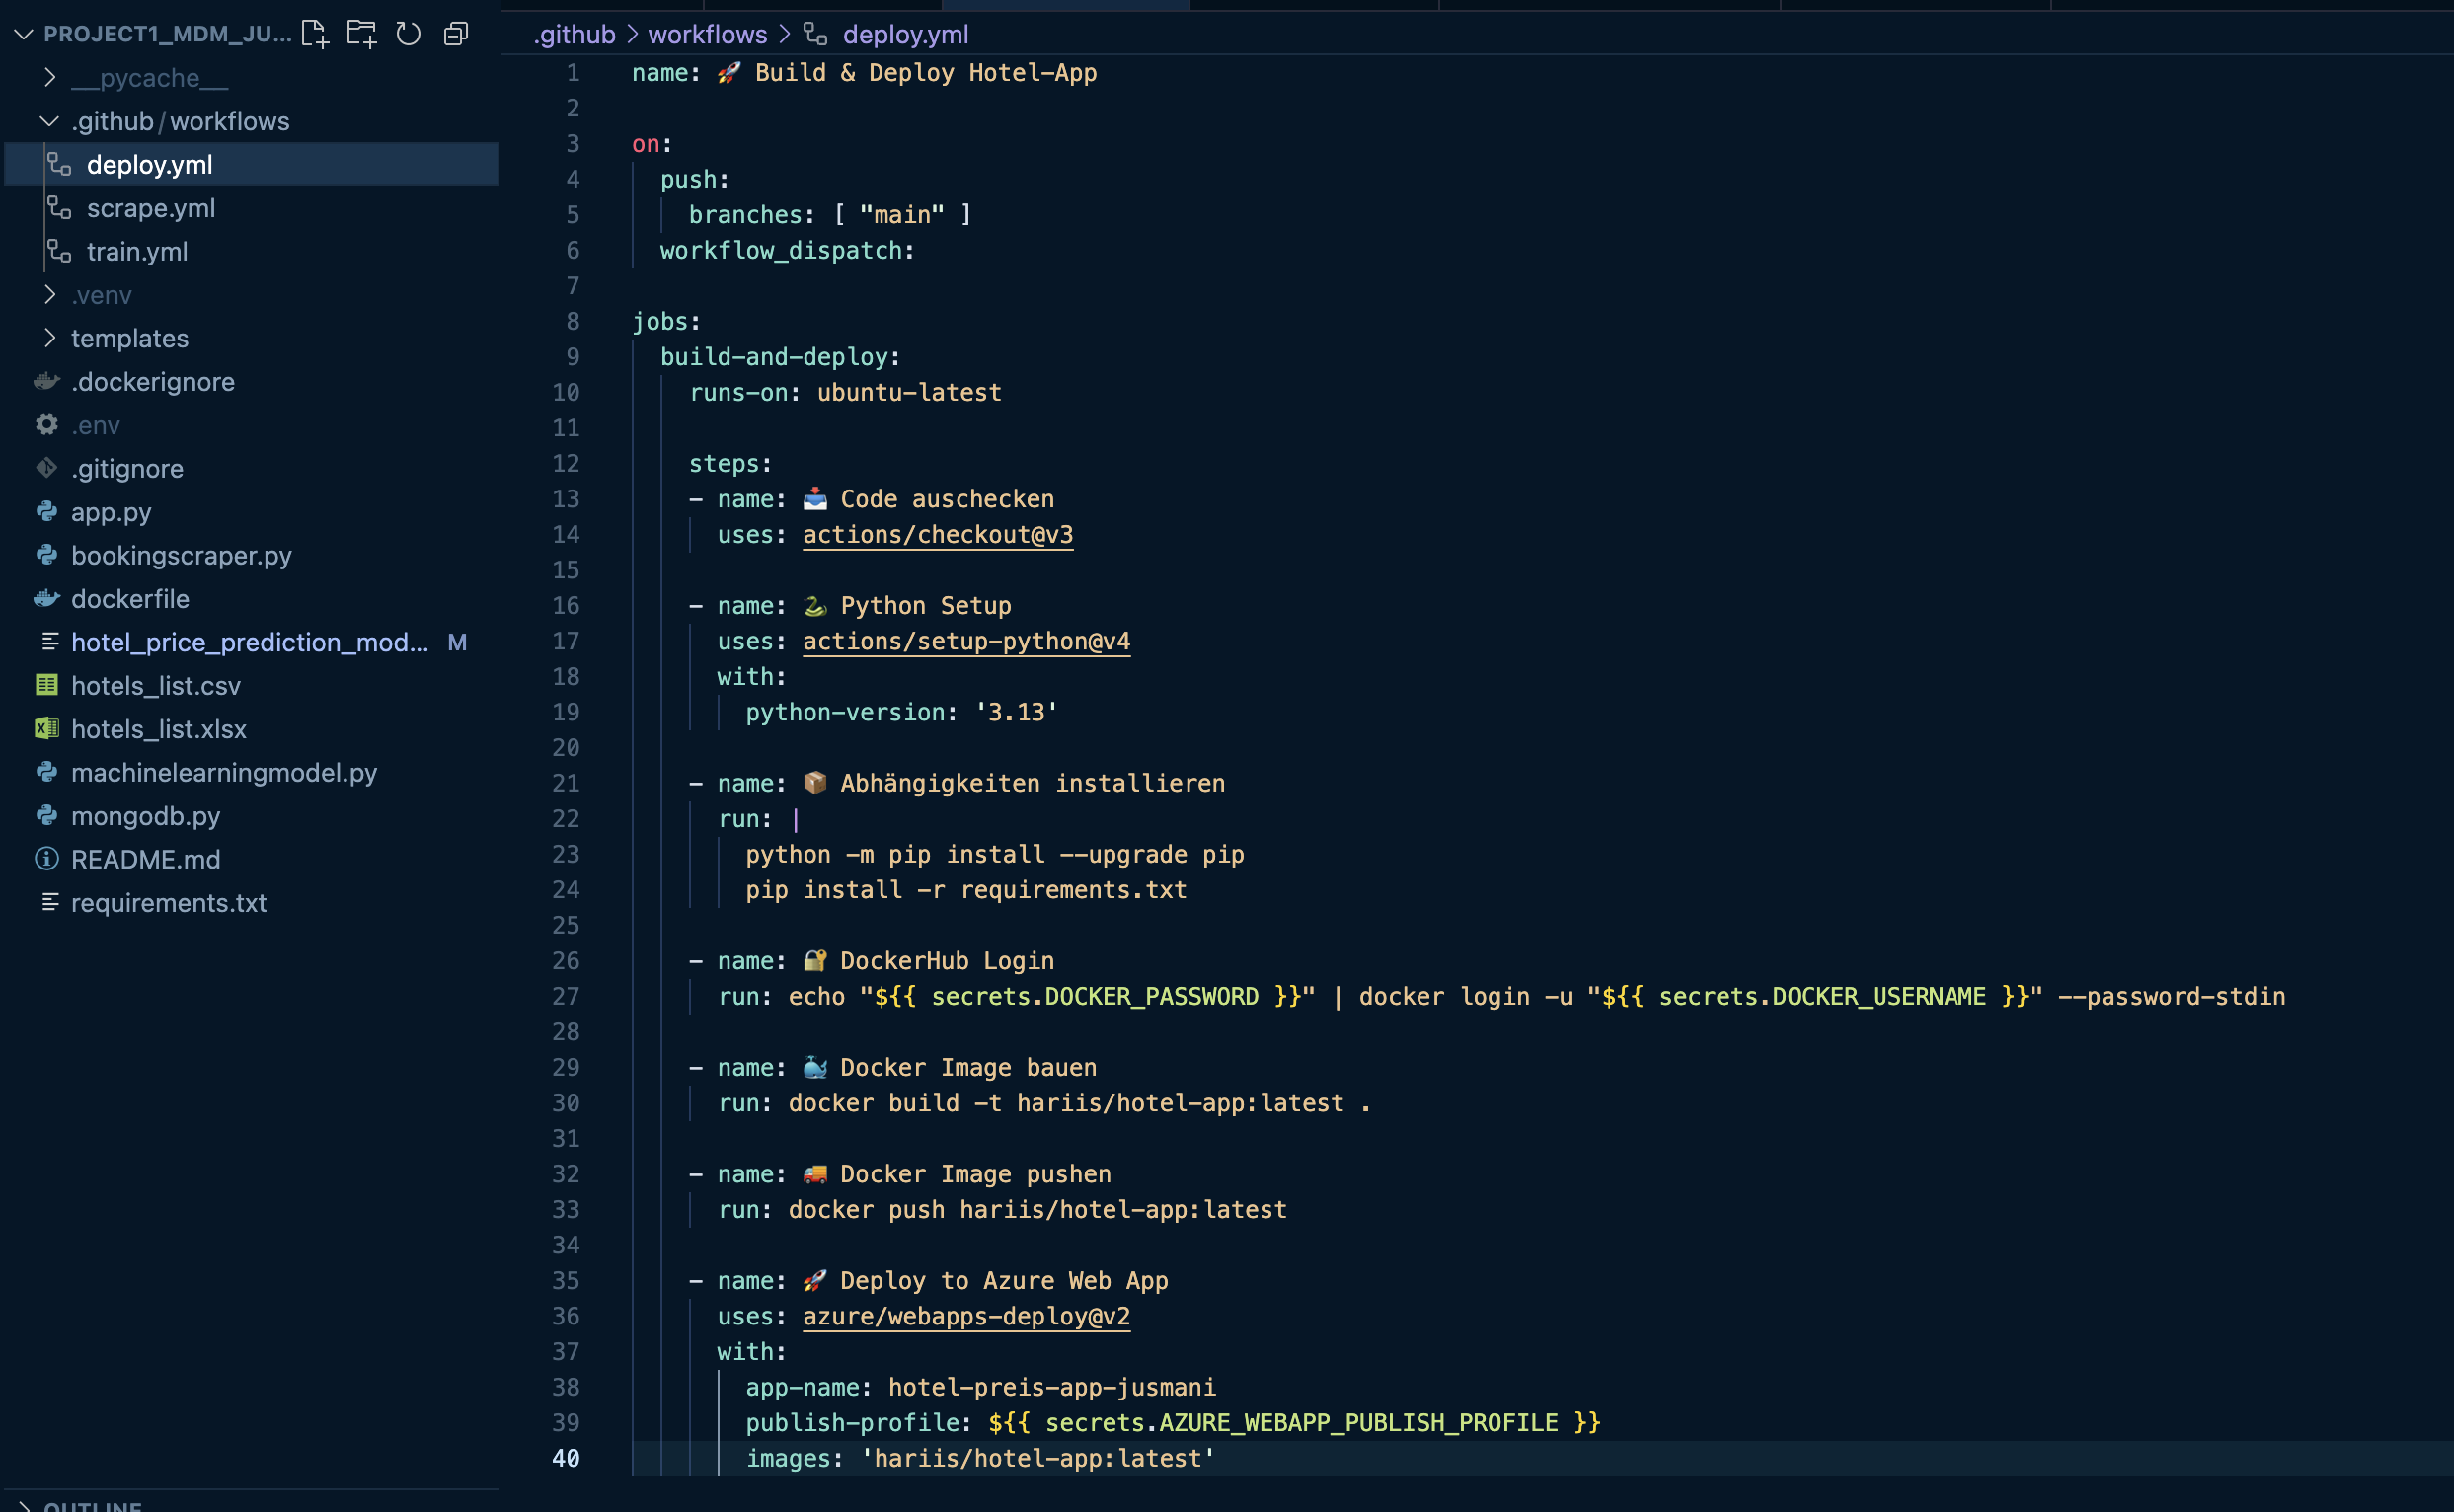 PROJECT1_MDM_JU...
__pycache__
.github/workflows
deploy.yml
scrape.yml
train.yml
.venv
templates
.dockerignore
.env
.gitignore
app.py
bookingscraper.py
dockerfile
hotel_price_prediction_mod... M
hotels_list.csv
hotels_list.xlsx
machinelearningmodel.py
mongodb.py
README.md
requirements.txt
OUTLINE
.github > workflows > deploy.yml
1 name: 🚀 Build & Deploy Hotel-App
2
3 on:
4   push:
5     branches: [ "main" ]
6   workflow_dispatch:
7
8 jobs:
9   build-and-deploy:
10     runs-on: ubuntu-latest
11
12     steps:
13     - name: 📥 Code auschecken
14       uses: actions/checkout@v3
15
16     - name: 🐍 Python Setup
17       uses: actions/setup-python@v4
18       with:
19         python-version: '3.13'
20
21     - name: 📦 Abhängigkeiten installieren
22       run: |
23         python -m pip install --upgrade pip
24         pip install -r requirements.txt
25
26     - name: 🔐 DockerHub Login
27       run: echo "${{ secrets.DOCKER_PASSWORD }}" | docker login -u "${{ secrets.DOCKER_USERNAME }}" --password-stdin
28
29     - name: 🐳 Docker Image bauen
30       run: docker build -t hariis/hotel-app:latest .
31
32     - name: 🚚 Docker Image pushen
33       run: docker push hariis/hotel-app:latest
34
35     - name: 🚀 Deploy to Azure Web App
36       uses: azure/webapps-deploy@v2
37       with:
38         app-name: hotel-preis-app-jusmani
39         publish-profile: ${{ secrets.AZURE_WEBAPP_PUBLISH_PROFILE }}
40         images: 'hariis/hotel-app:latest'